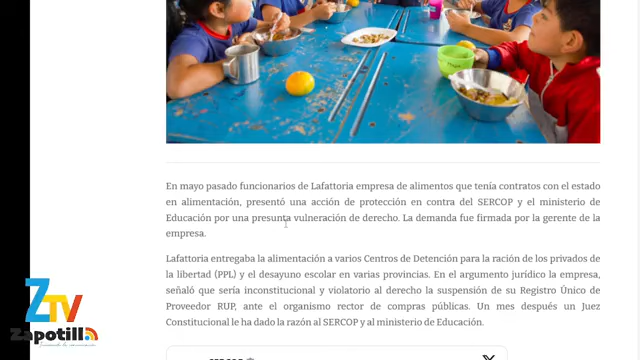 En mayo pasado funcionarios de Lafattoria empresa de alimentos que tenía contratos con el estado
en alimentación, presentó una acción de protección en contra del SERCOP y el ministerio de
Educación por una presunta vulneración de derecho. La demanda fue firmada por la gerente de la
empresa.
Lafattoria entregaba la alimentación a varios Centros de Detención para la ración de los privados de
la libertad (PPL) y el desayuno escolar en varias provincias. En el argumento jurídico la empresa,
señaló que sería inconstitucional y violatorio al derecho la suspensión de su Registro Único de
Proveedor RUP, ante el organismo rector de compras públicas. Un mes después un Juez
Constitucional le ha dado la razón al SERCOP y al ministerio de Educación.
ZTV
Zapotillo